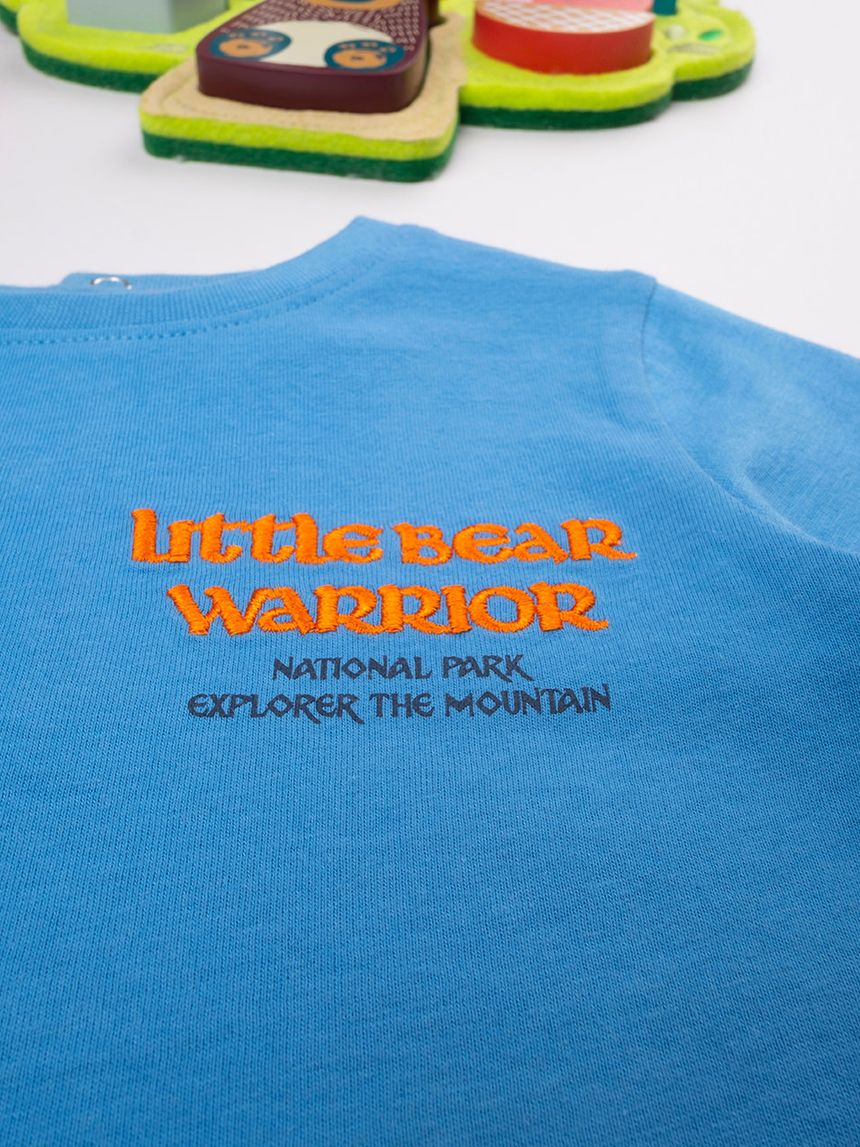 Little Bear
Warrior
NATIONAL PARK
EXPLORER THE MOUNTAIN